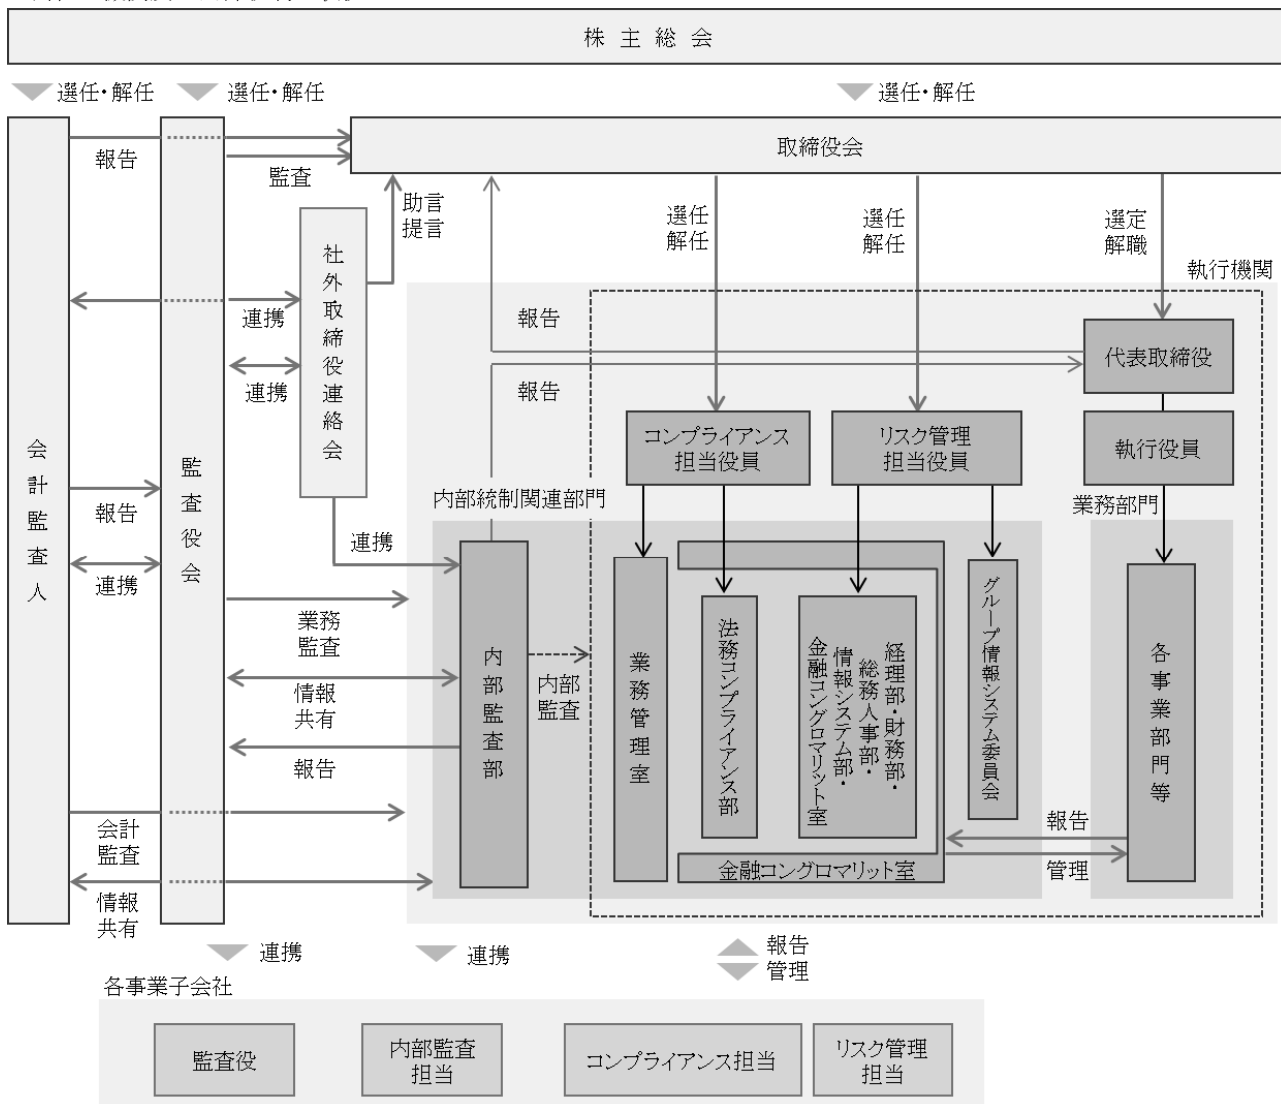 株主総会
選任・解任
選任・解任
選任・解任
取締役会
報告
監査
助言
提言
選任
解任
選任
解任
選定
解職
執行機関
社外取締役連絡会
連携
連携
報告
報告
代表取締役
コンプライアンス
担当役員
リスク管理
担当役員
執行役員
会計監査人
監査役会
報告
連携
内部統制関連部門
業務部門
連携
業務
監査
情報
共有
報告
会計
監査
情報
共有
内部監査部
内部
監査
業務管理室
法務コンプライアンス部
経理部・財務部・
総務人事部・
情報システム部・
金融コングロマリット室
グループ情報システム委員会
各事業部門等
金融コングロマリット室
報告
管理
連携
連携
報告
管理
各事業子会社
監査役
内部監査
担当
コンプライアンス担当
リスク管理
担当